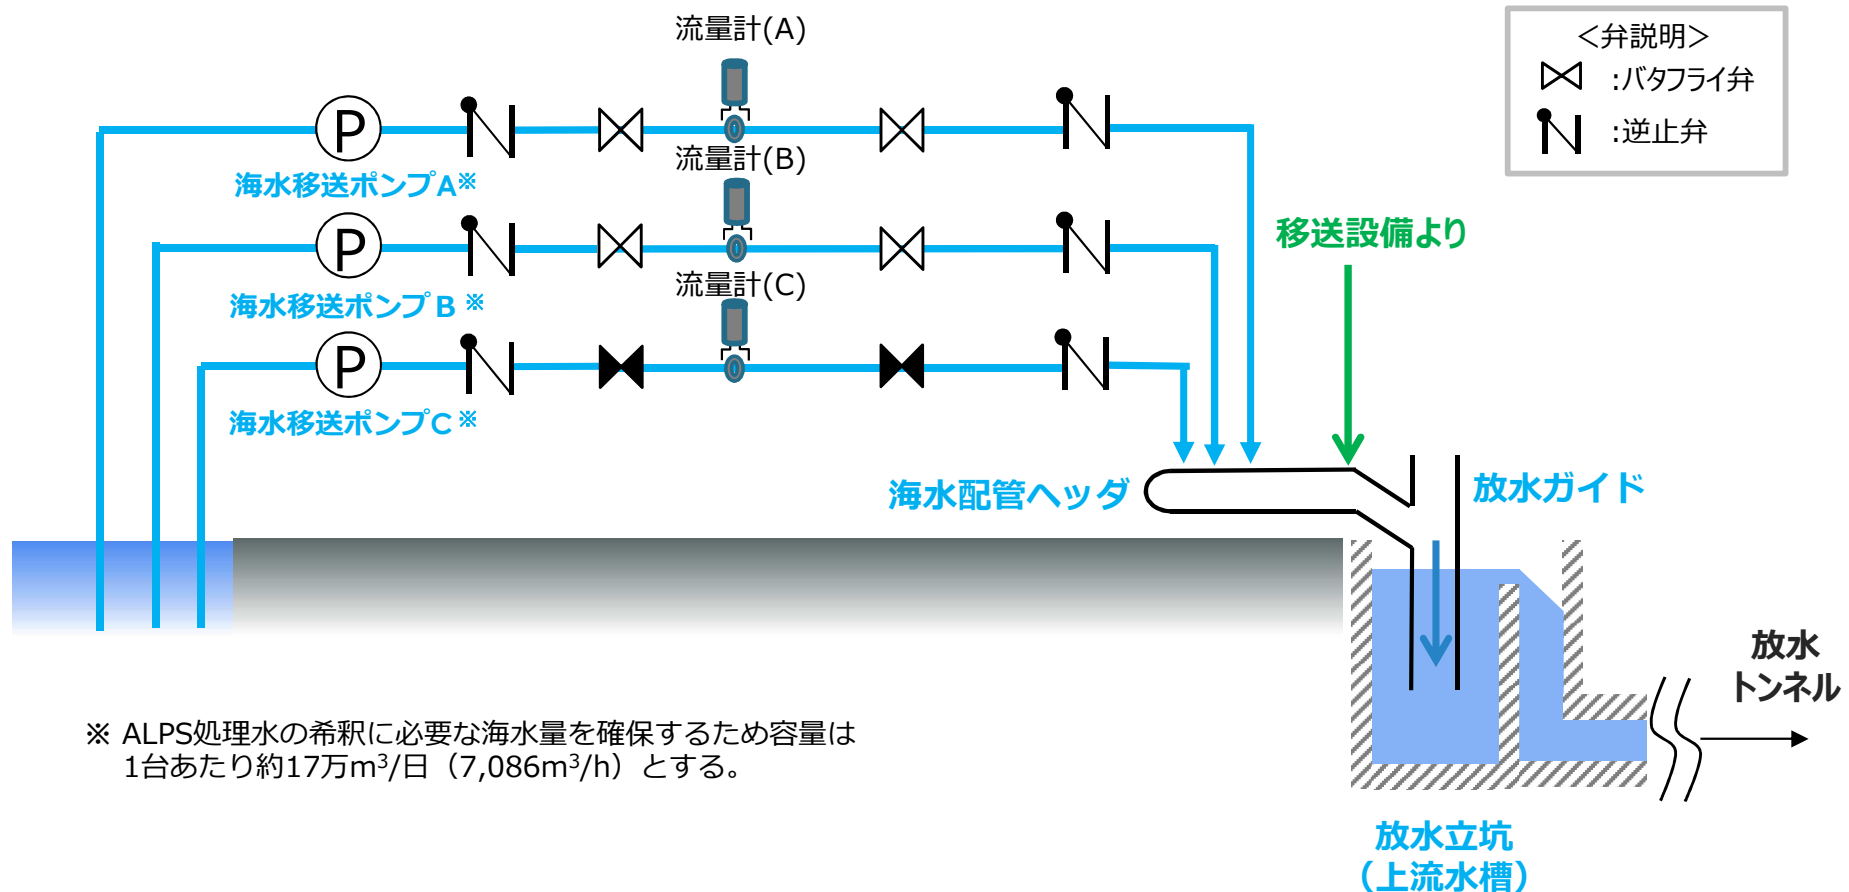 流量計(A)
<弁説明>
:バタフライ弁
:逆止弁
P
海水移送ポンプA※
流量計(B)
P
海水移送ポンプB※
流量計(C)
P
海水移送ポンプC※
移送設備より
海水配管ヘッダ
放水ガイド
放水
トンネル
※ ALPS処理水の希釈に必要な海水量を確保するため容量は
1台あたり約17万m³/日（7,086m³/h）とする。
放水立坑
（上流水槽）